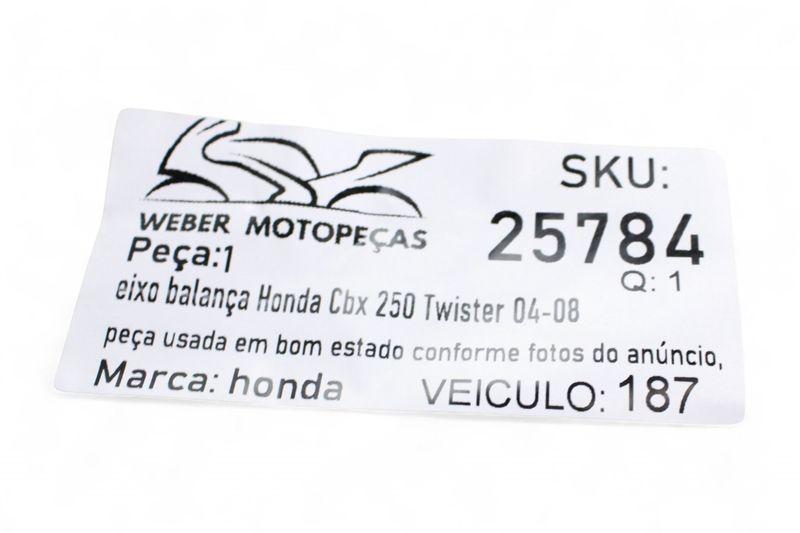 WEBER MOTOPEÇAS
SKU:
25784
Peça:1
Q: 1
eixo balança Honda Cbx 250 Twister 04-08
peça usada em bom estado conforme fotos do anúncio,
Marca: honda
VEICULO: 187